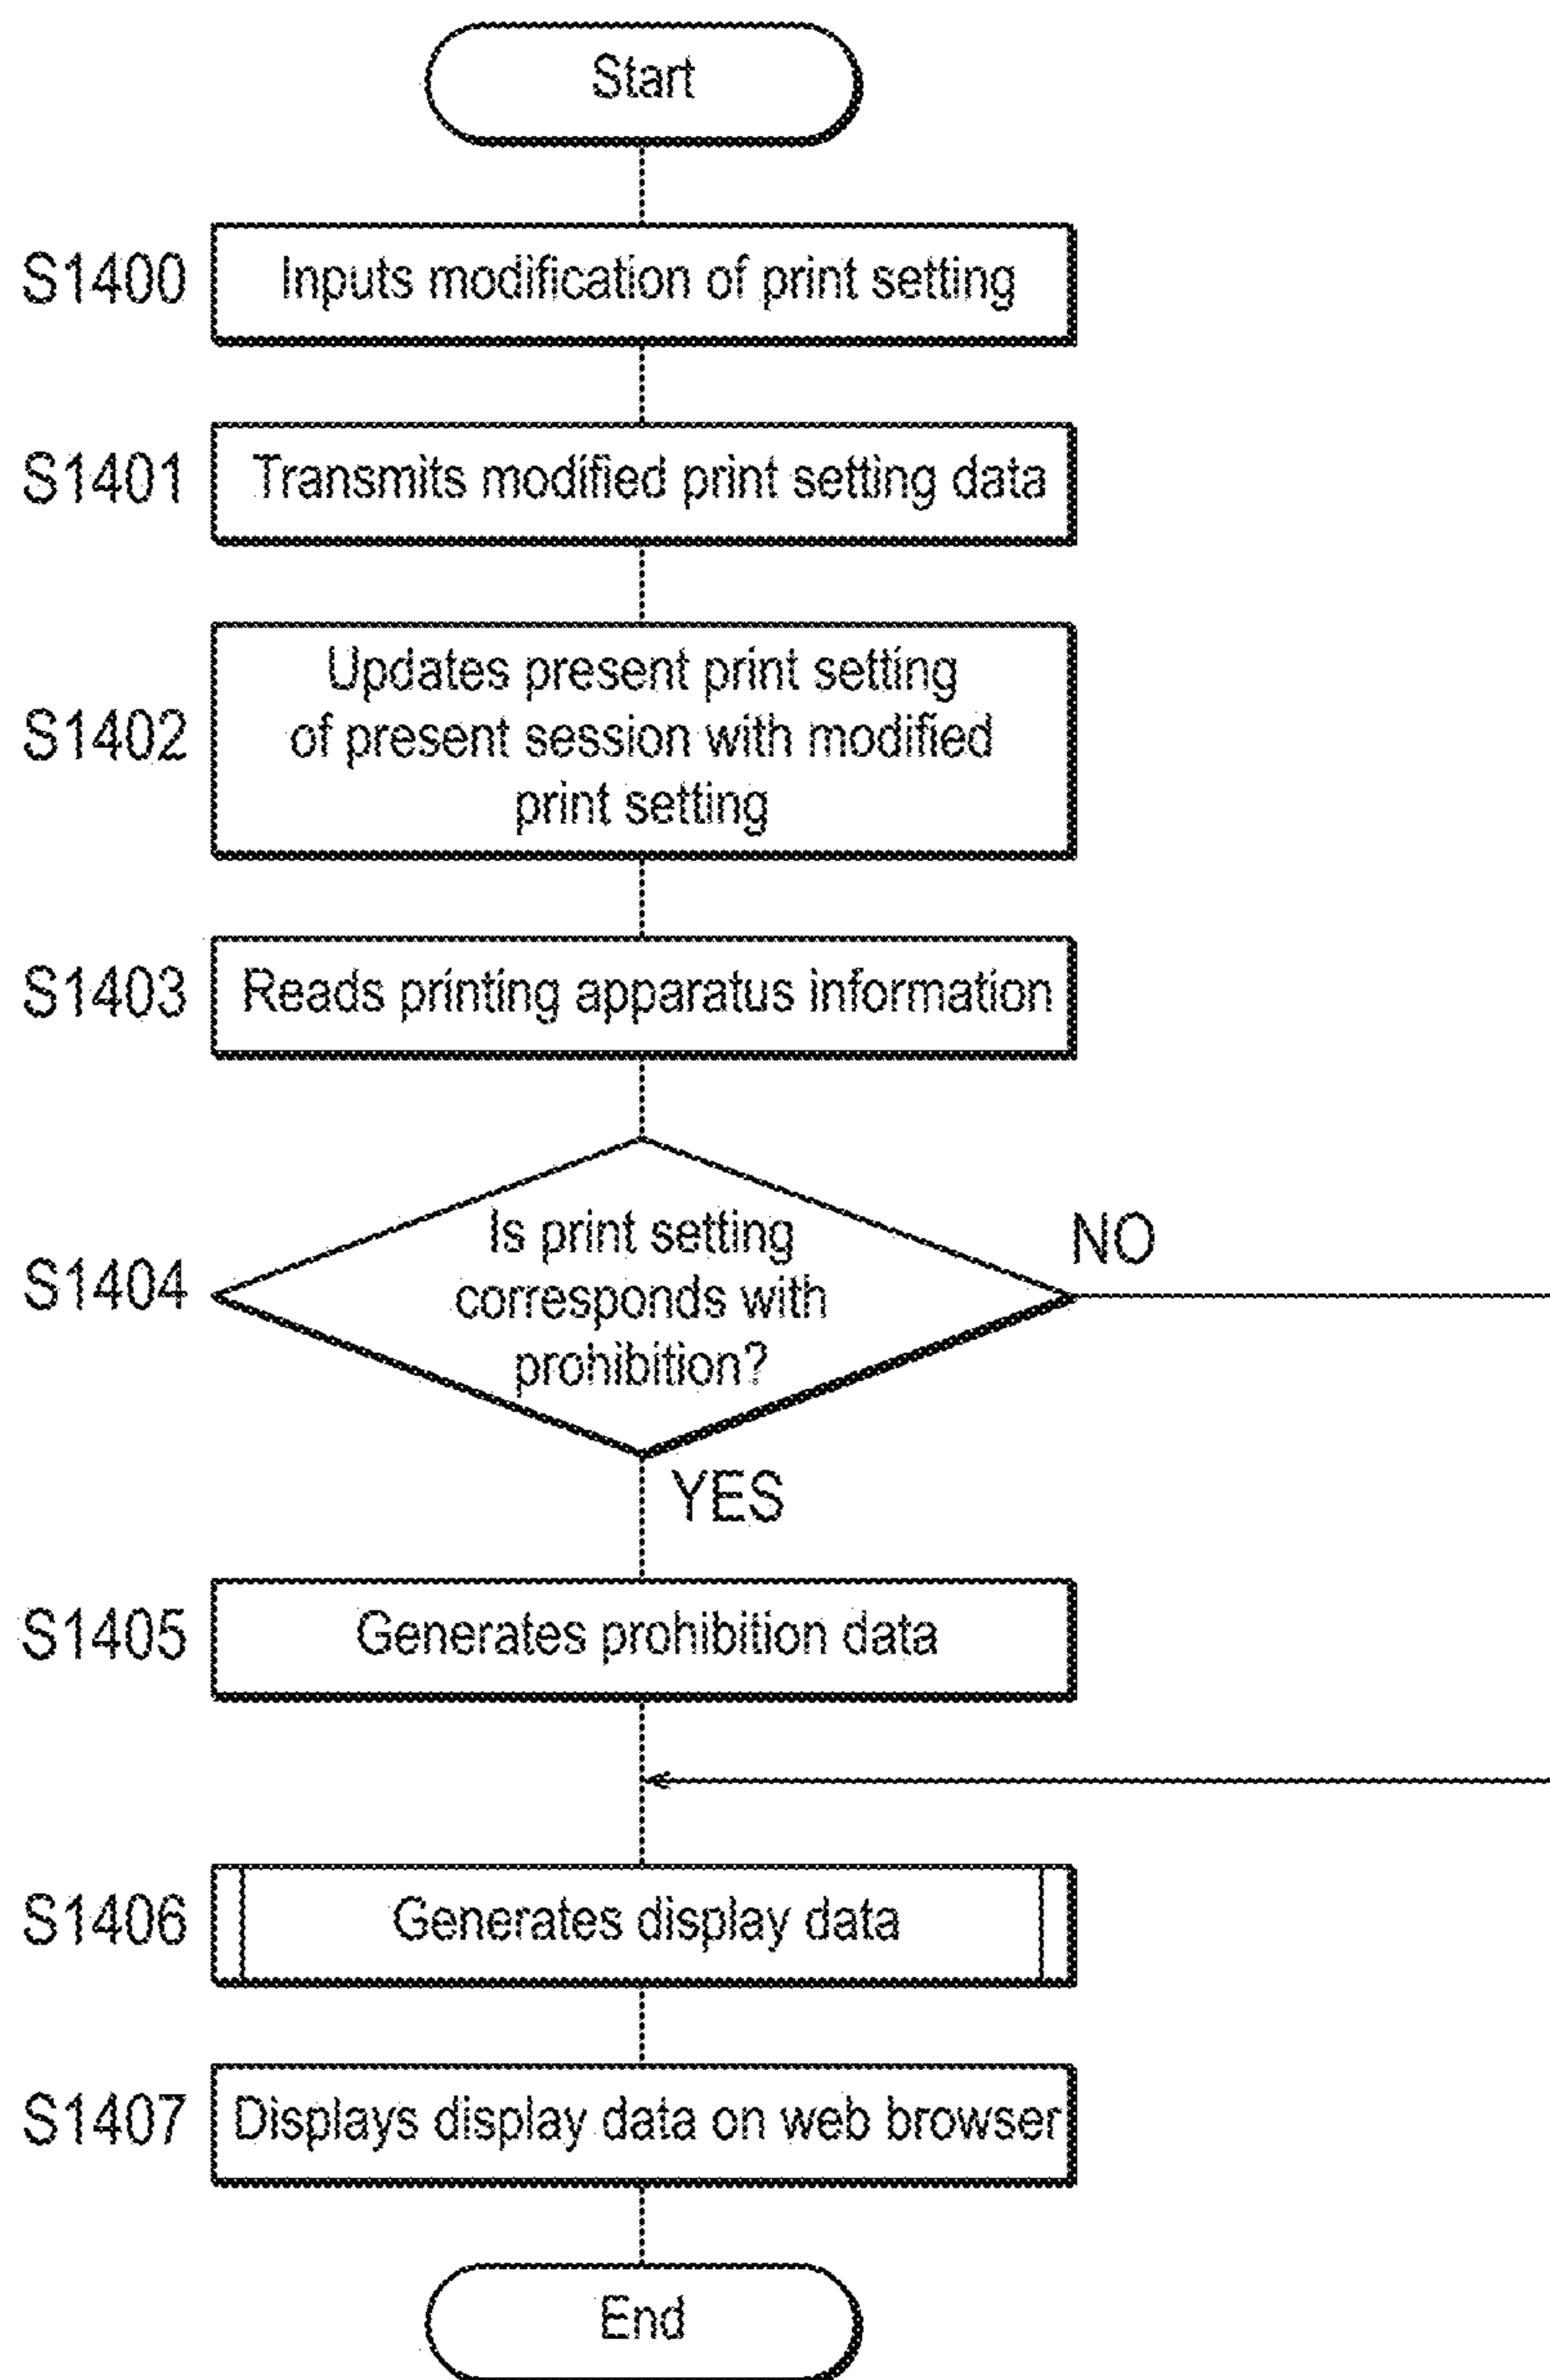 Start
S1400 Inputs modification of print setting
S1401 Transmits modified print setting data
Updates present print setting
S1402 of present session with modified
print setting
S1403 Reads printing apparatus information
Is print setting
NO
S1404 corresponds with
prohibition?
YES
S1405 Generates prohibition data
S1406 Generates display data
S1407 Displays display data on web browser
End